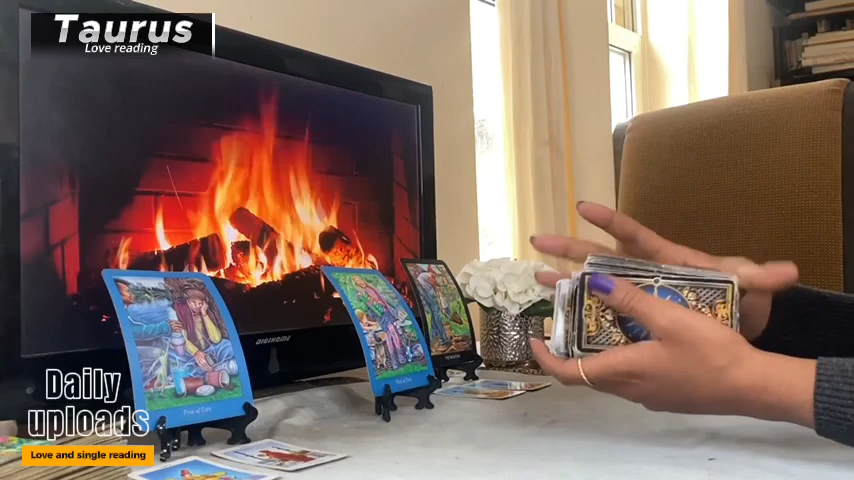 Taurus
Love reading
DIGIHOME
Daily
uploads
Love and single reading